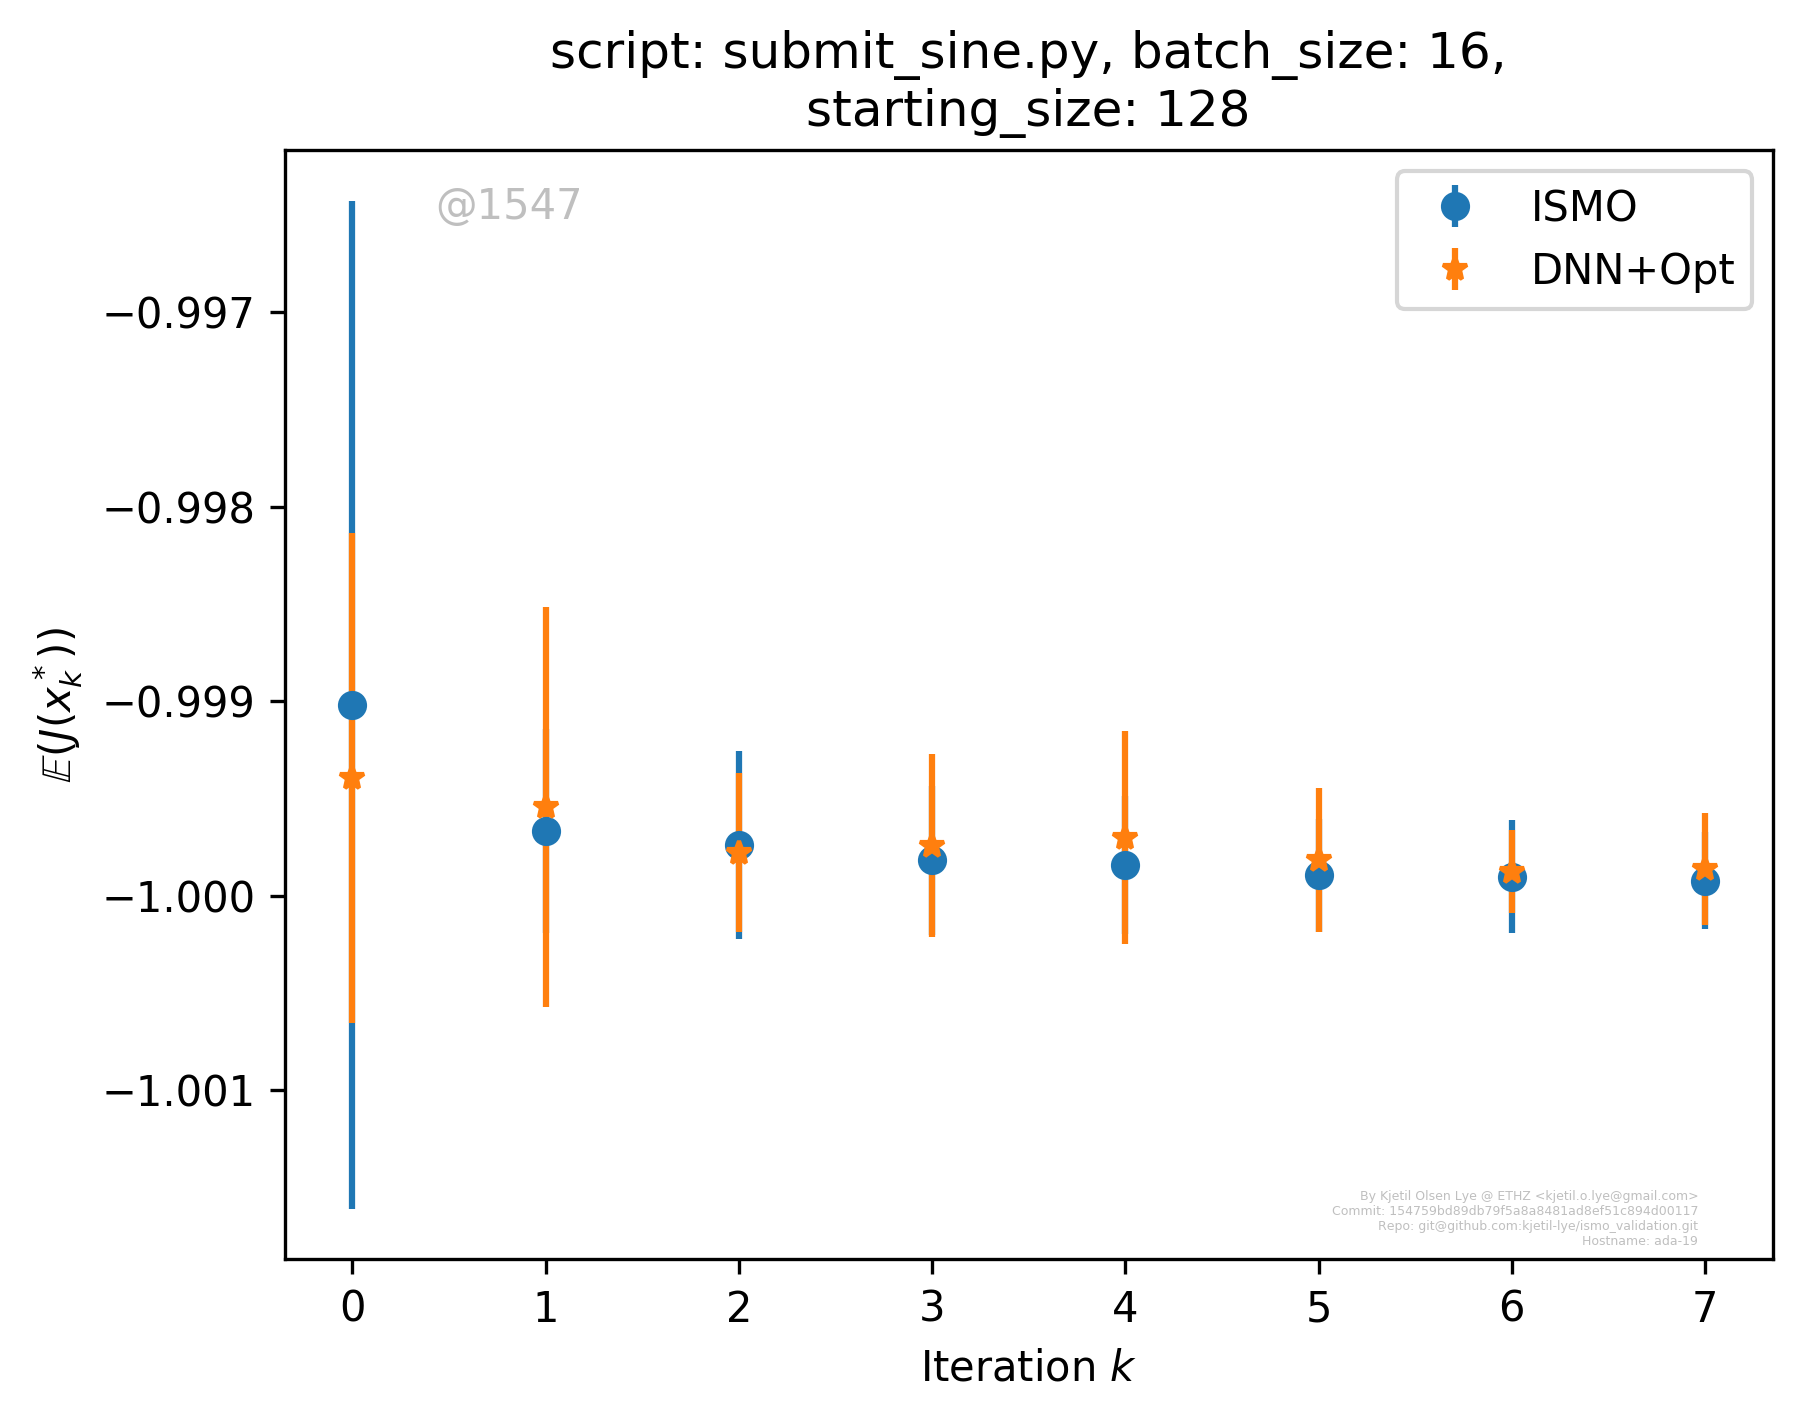 script: submit_sine.py, batch_size: 16,
starting_size: 128
@1547
ISMO
DNN+Opt
−0.997
−0.998
−0.999
−1.000
−1.001
𝔼(J(x*k))
By Kjetil Olsen Lye @ ETHZ <kjetil.o.lye@gmail.com>
Commit: 154759bd89db79f5a8a8481ad8ef51c894d00117
Repo: git@github.com:kjetil-lye/ismo_validation.git
Hostname: ada-19
0 1 2 3 4 5 6 7
Iteration k